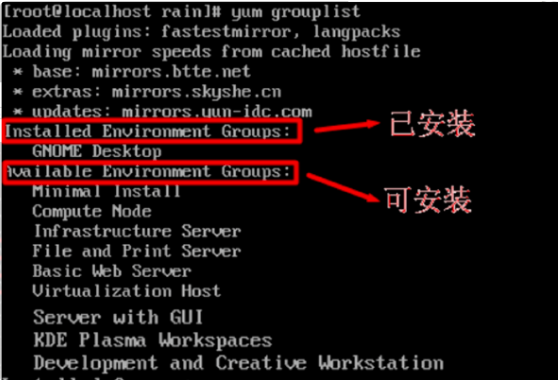 [root@localhost rain]# yum grouplist
Loaded plugins: fastestmirror, langpacks
Loading mirror speeds from cached hostfile
* base: mirrors.btte.net
* extras: mirrors.skyshe.cn
* updates: mirrors.yun-idc.com
Installed Environment Groups:
已安装
GNOME Desktop
Available Environment Groups:
可安装
Minimal Install
Compute Node
Infrastructure Server
File and Print Server
Basic Web Server
Virtualization Host
Server with GUI
KDE Plasma Workspaces
Development and Creative Workstation